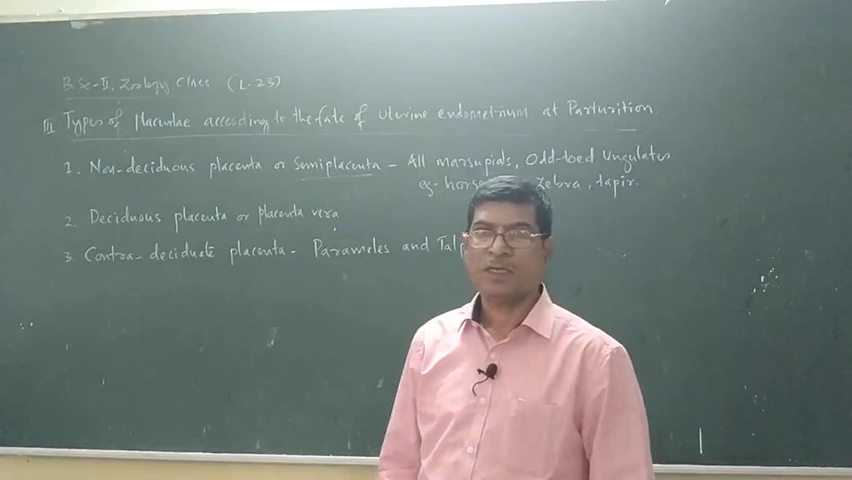 B.Sc-II, Zoology Class (L-23)
III Types of Placentae according to the fate of Uterine endometrium at Parturition
1. Non-deciduous placenta or Semiplacenta - All marsupials, Odd-toed Ungulates
eg- horse Zebra, tapir.
2. Deciduous placenta or placenta vera
3. Contra-deciduate placenta - Parameles and